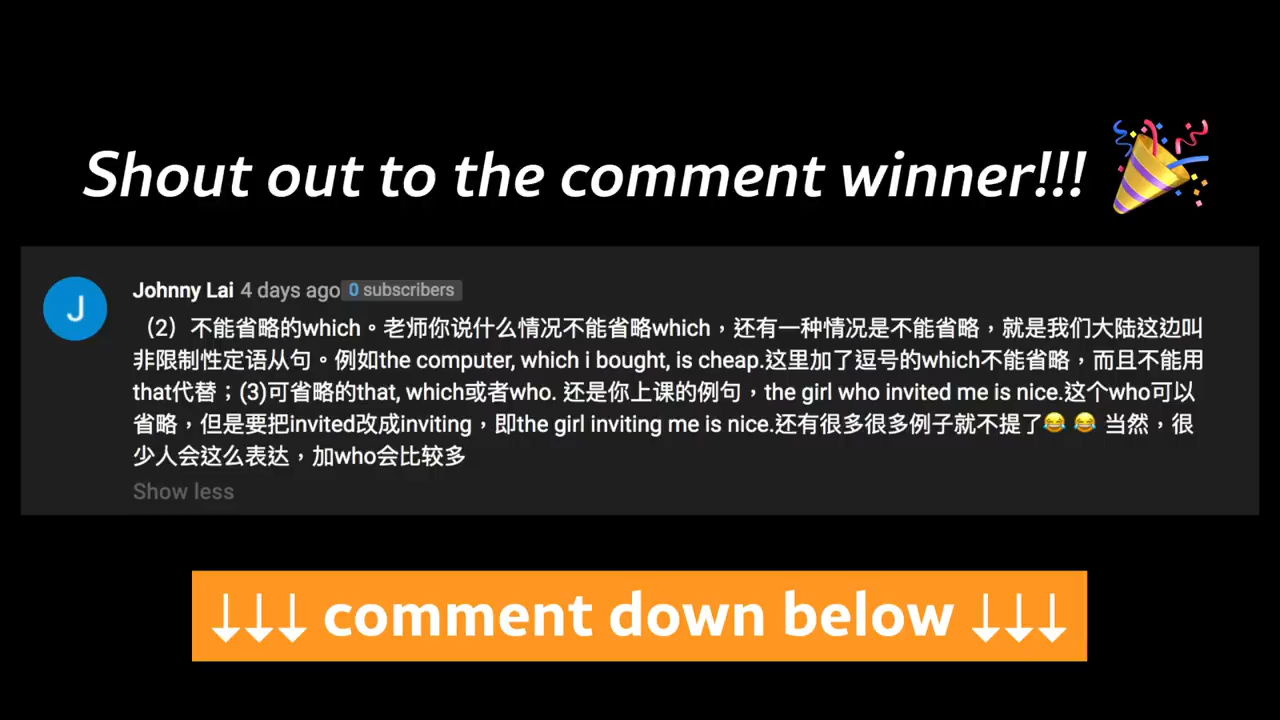 Shout out to the comment winner!!! 🎉
J
Johnny Lai 4 days ago 0 subscribers
（2）不能省略的which。老师你说什么情况不能省略which，还有一种情况是不能省略，就是我们大陆这边叫
非限制性定语从句。例如the computer, which i bought, is cheap.这里加了逗号的which不能省略，而且不能用
that代替；(3)可省略的that, which或者who. 还是你上课的例句，the girl who invited me is nice.这个who可以
省略，但是要把invited改成inviting，即the girl inviting me is nice.还有很多很多例子就不提了😂 😂 当然，很
少人会这么表达，加who会比较多
Show less
↓↓↓ comment down below ↓↓↓